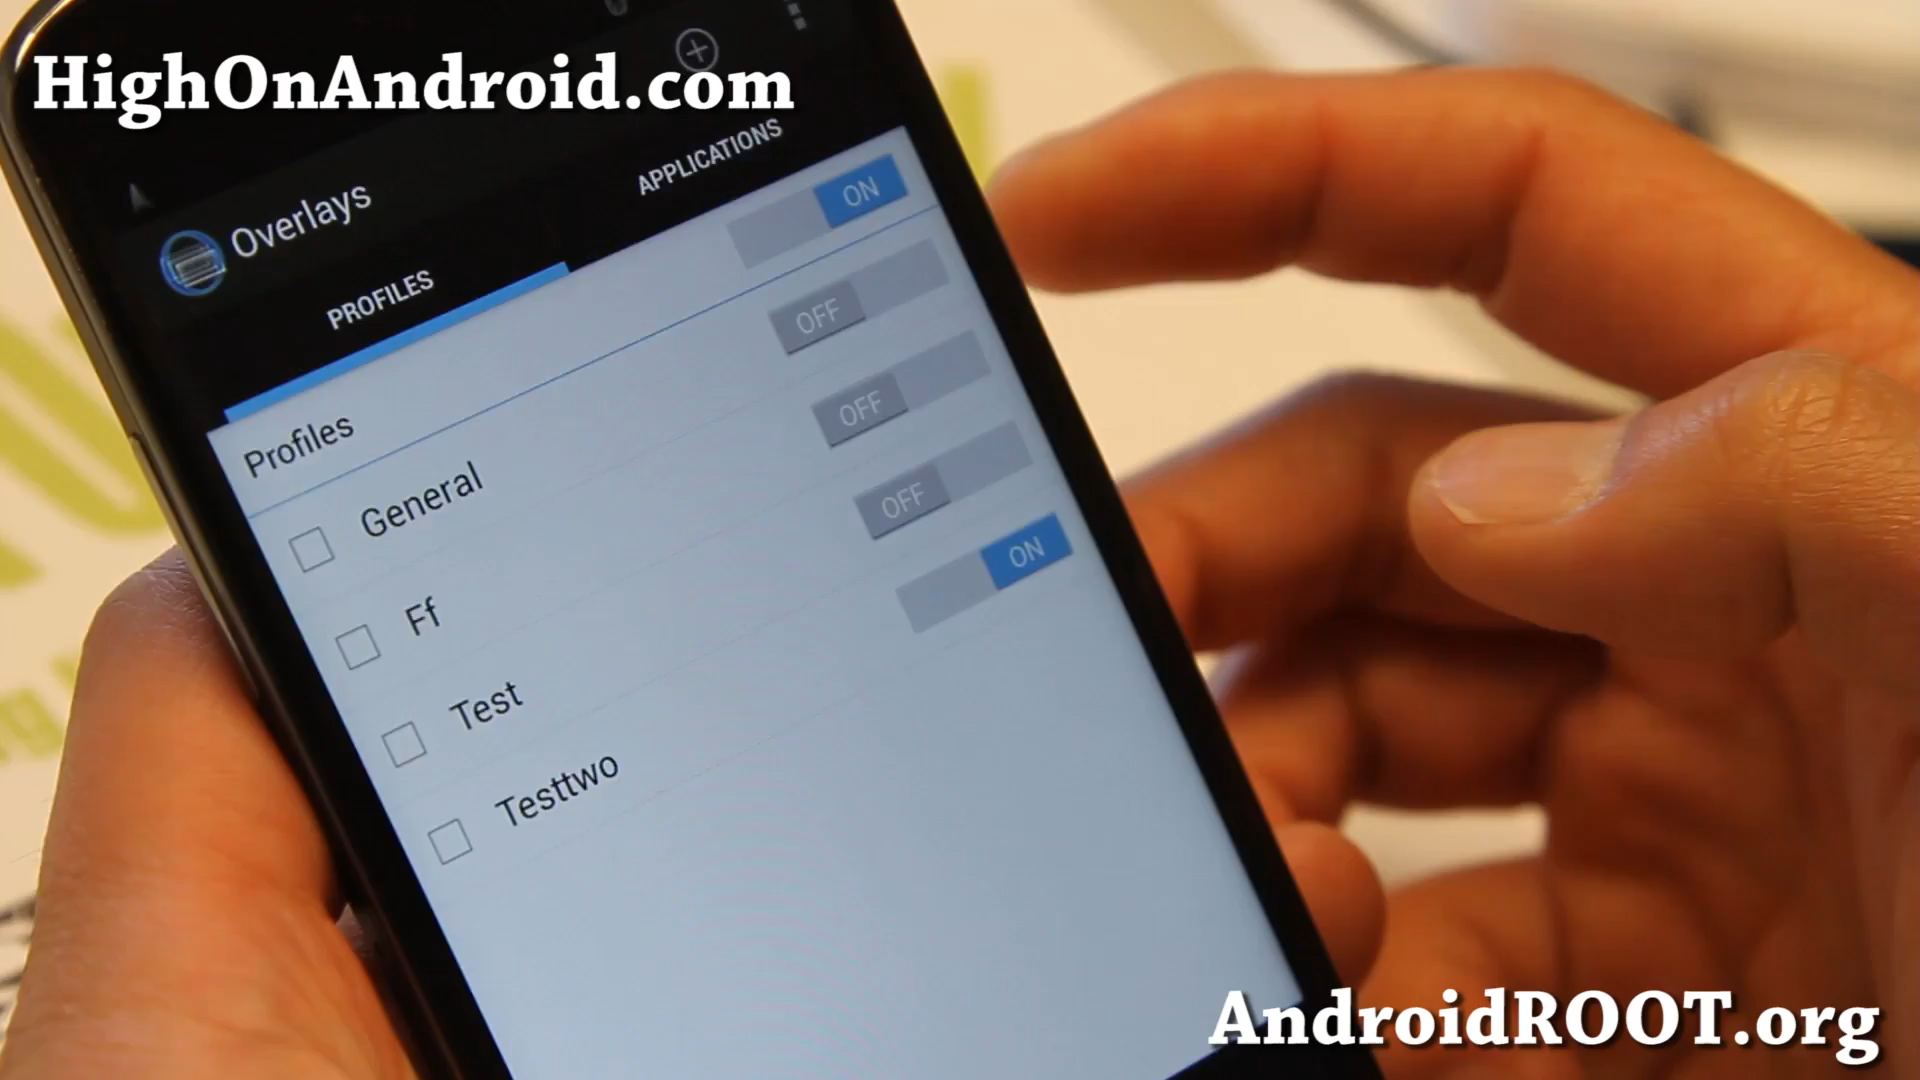 HighOnAndroid.com
Overlays
PROFILES
APPLICATIONS
Profiles
ON
General
OFF
Ff
OFF
Test
OFF
Testtwo
ON
AndroidROOT.org